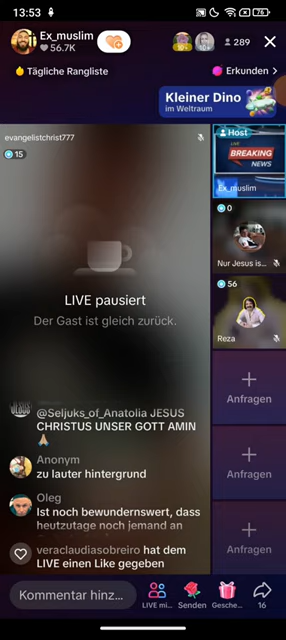 13:53
76
Ex_muslim
56.7K
289
Tägliche Rangliste
Erkunden
Kleiner Dino
im Weltraum
evangelistchrist777
15
Host
LIVE
BREAKING
NEWS
Ex_muslim
0
Nur Jesus is...
56
Reza
LIVE pausiert
Der Gast ist gleich zurück.
Anfragen
Anfragen
Anfragen
@Seljuks_of_Anatolia JESUS
CHRISTUS UNSER GOTT AMIN
🙏🏼
Anonym
zu lauter hintergrund
Oleg
Ist noch bewundernswert, dass
heutzutage noch jemand an
veraclaudiasobreiro hat dem
LIVE einen Like gegeben
Kommentar hinz...
LIVE mi...
Senden
Gesche...
16